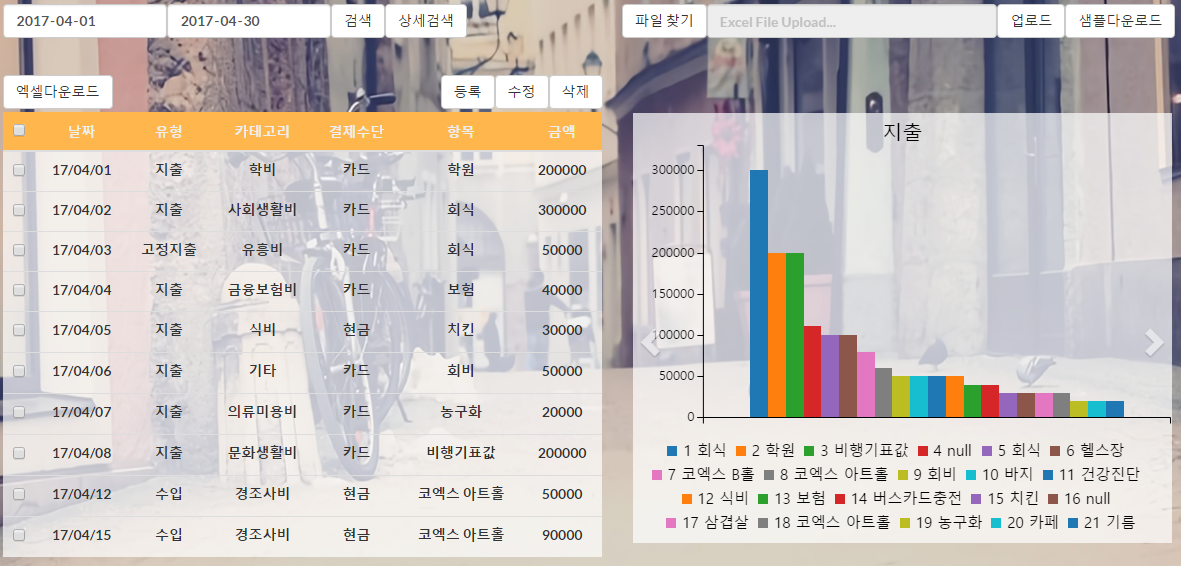 2017-04-01 2017-04-30 검색 상세검색
파일 찾기 Excel File Upload... 업로드 샘플다운로드
엑셀다운로드 등록 수정 삭제
날짜 유형 카테고리 결제수단 항목 금액
17/04/01 지출 학비 카드 학원 200000
17/04/02 지출 사회생활비 카드 회식 300000
17/04/03 고정지출 유흥비 카드 회식 50000
17/04/04 지출 금융보험비 카드 보험 40000
17/04/05 지출 식비 현금 치킨 30000
17/04/06 지출 기타 카드 회비 50000
17/04/07 지출 의류미용비 카드 농구화 20000
17/04/08 지출 문화생활비 카드 비행기표값 200000
17/04/12 수입 경조사비 현금 코엑스 아트홀 50000
17/04/15 수입 경조사비 현금 코엑스 아트홀 90000
지출
300000
250000
200000
150000
100000
50000
0
1 회식 2 학원 3 비행기표값 4 null 5 회식 6 헬스장
7 코엑스 B홀 8 코엑스 아트홀 9 회비 10 바지 11 건강진단
12 식비 13 보험 14 버스카드충전 15 치킨 16 null
17 삼겹살 18 코엑스 아트홀 19 농구화 20 카페 21 기름